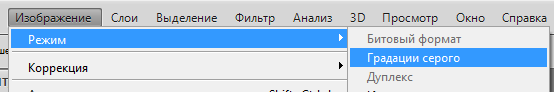 Изображение Слои Выделение Фильтр Анализ 3D Просмотр Окно Справка
Режим
Битовый формат
Градации серого
Коррекция
Дуплекс